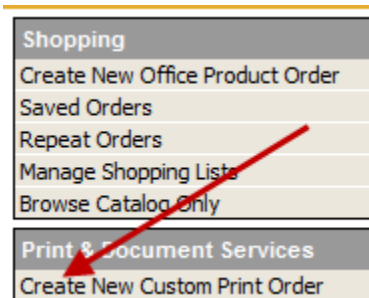 Shopping
Create New Office Product Order
Saved Orders
Repeat Orders
Manage Shopping Lists
Browse Catalog Only
Print & Document Services
Create New Custom Print Order